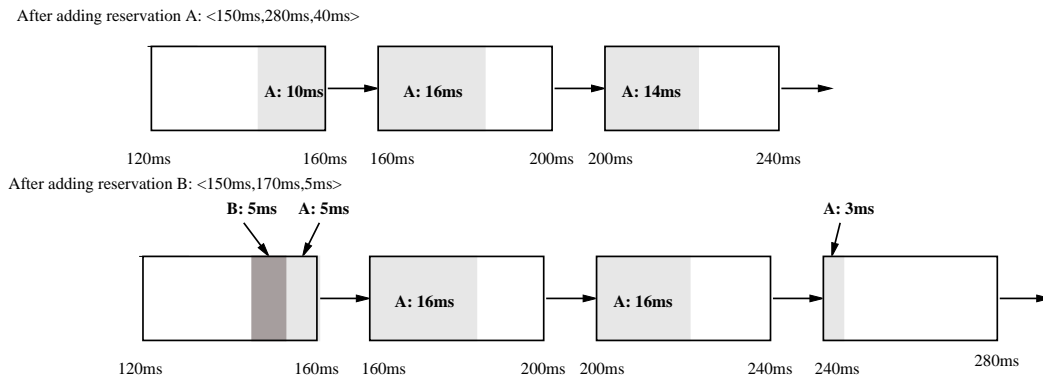 After adding reservation A: <150ms,280ms,40ms>
A: 10ms
A: 16ms
A: 14ms
120ms
160ms
160ms
200ms
200ms
240ms
After adding reservation B: <150ms,170ms,5ms>
B: 5ms
A: 5ms
A: 3ms
A: 16ms
A: 16ms
120ms
160ms
160ms
200ms
200ms
240ms
240ms
280ms